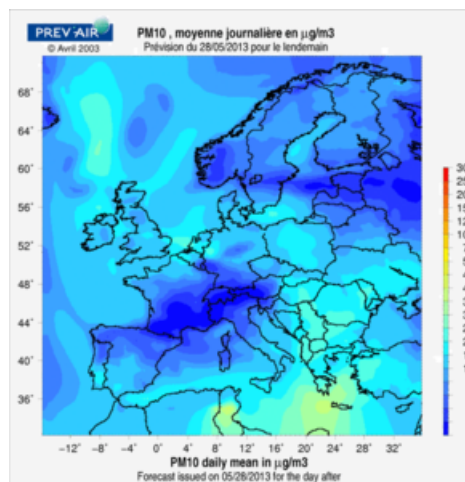 PREV'AIR
© Avril 2003
PM10 , moyenne journalière en µg/m3
Prévision du 28/05/2013 pour le lendemain
68°
64°
60°
56°
52°
48°
44°
40°
36°
-12° -8° -4° 0° 4° 8° 12° 16° 20° 24° 28° 32°
PM10 daily mean in µg/m3
Forecast issued on 05/28/2013 for the day after